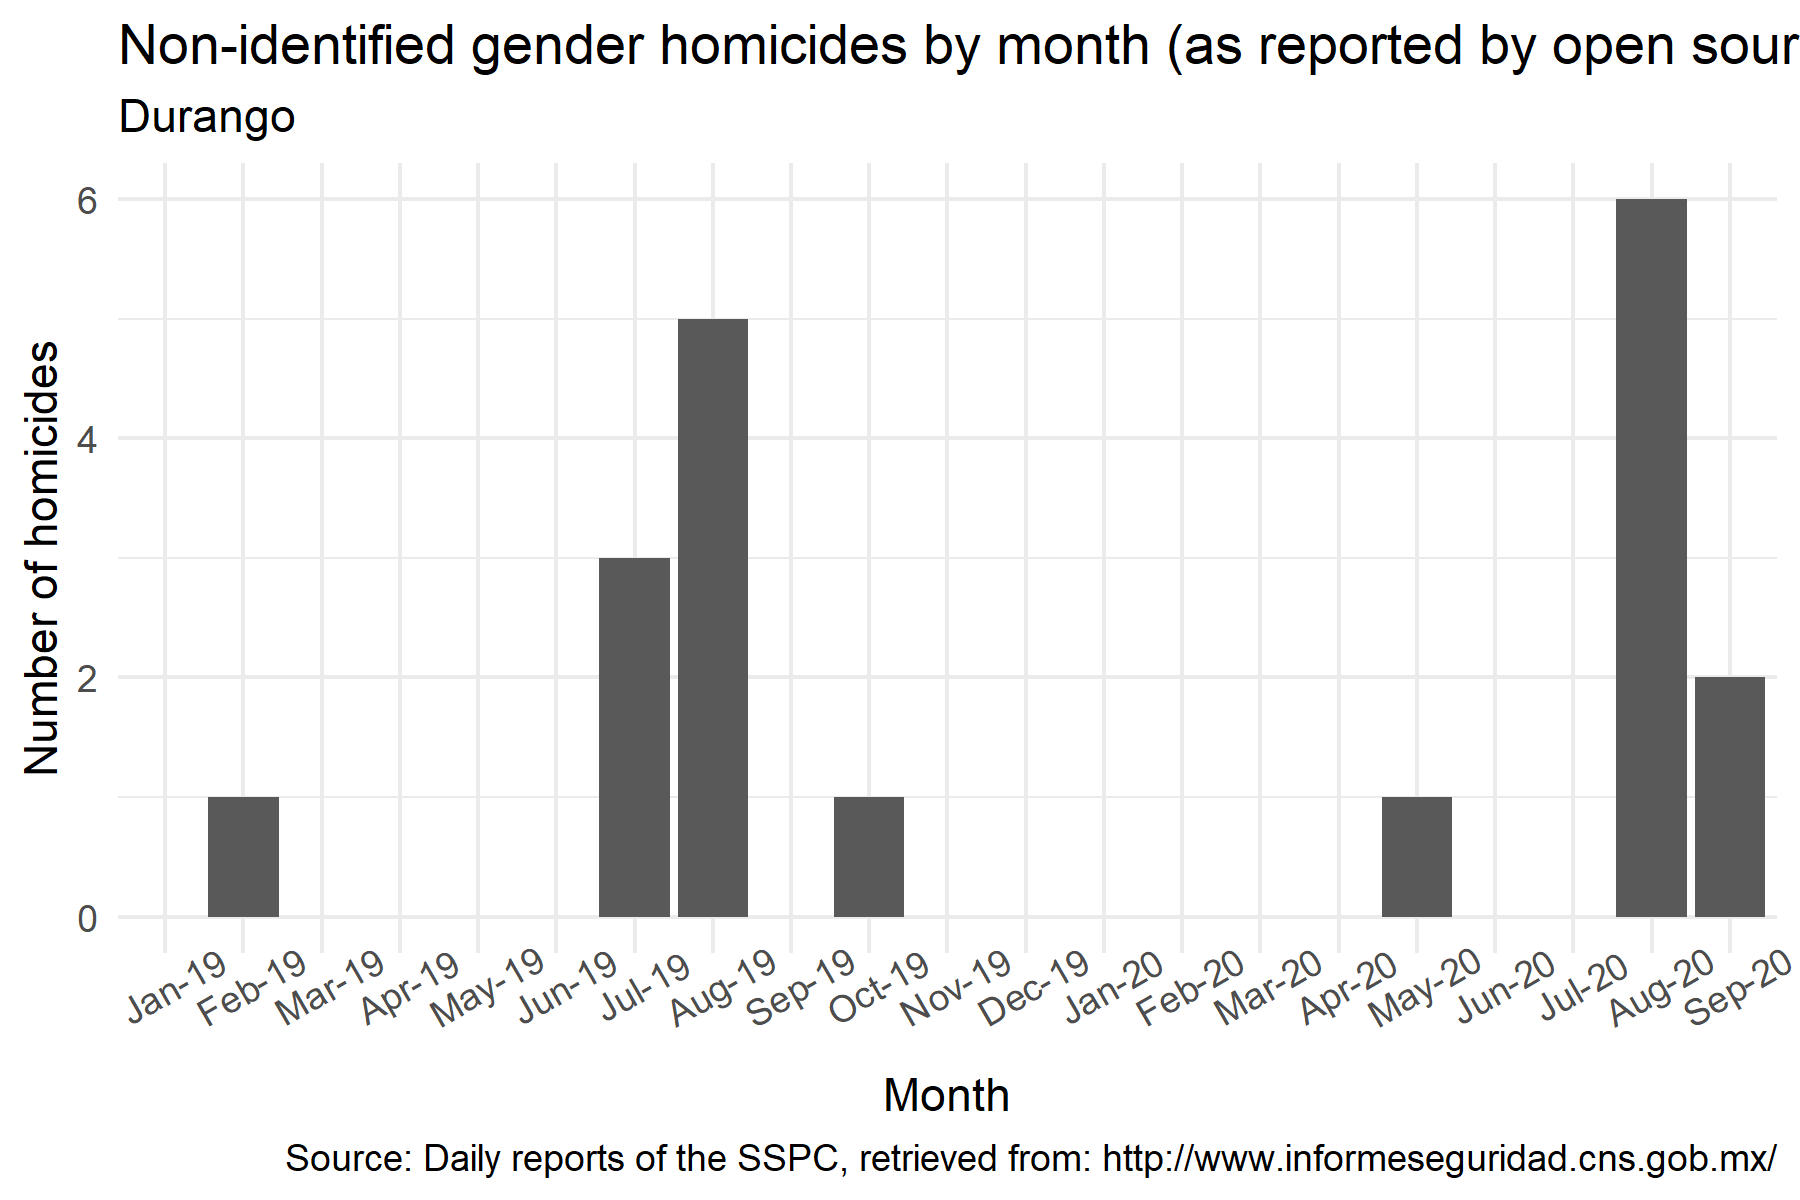 Non-identified gender homicides by month (as reported by open sour
Durango
Number of homicides
6
4
2
0
Jan-19
Feb-19
Mar-19
Apr-19
May-19
Jun-19
Jul-19
Aug-19
Sep-19
Oct-19
Nov-19
Dec-19
Jan-20
Feb-20
Mar-20
Apr-20
May-20
Jun-20
Jul-20
Aug-20
Sep-20
Month
Source: Daily reports of the SSPC, retrieved from: http://www.informeseguridad.cns.gob.mx/